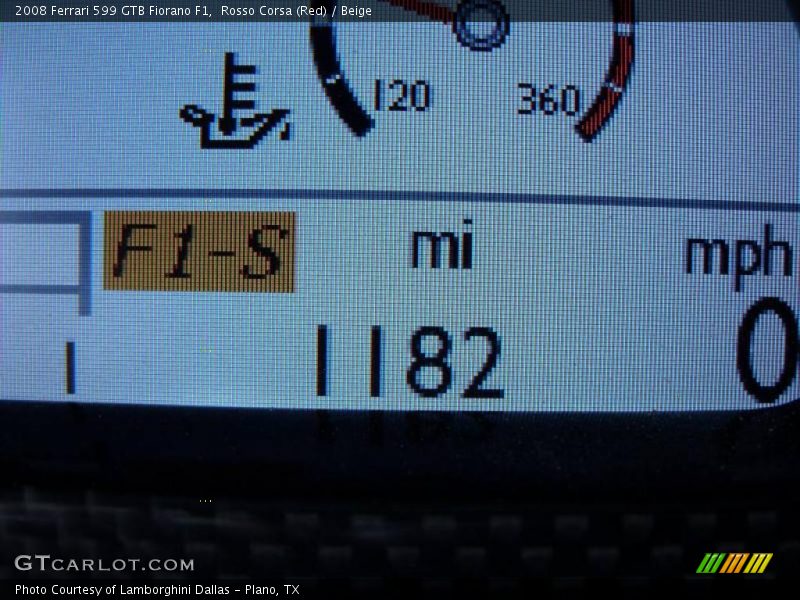 2008 Ferrari 599 GTB Fiorano F1,  Rosso Corsa (Red) / Beige
120 360
F1-S mi mph
1182 0
GTCARLOT.COM
Photo Courtesy of Lamborghini Dallas - Plano, TX